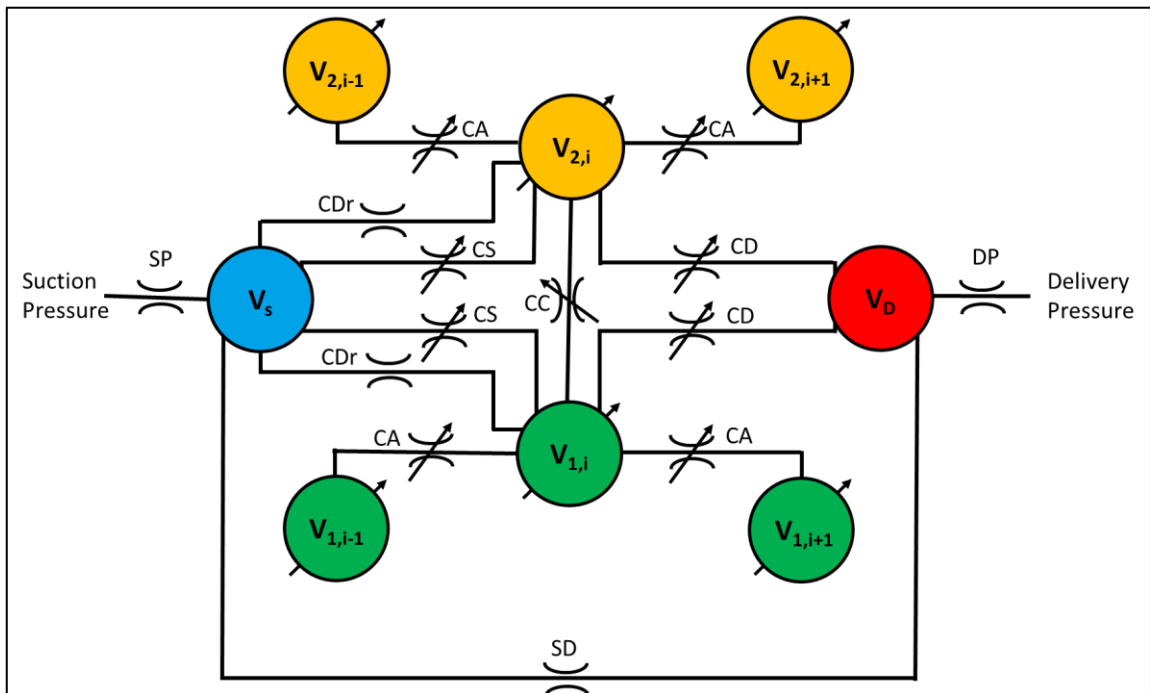 V2,i-1
V2,i+1
CA
CA
V2,i
CDr
CS
CD
SP
DP
Suction
Pressure
Vs
CC
VD
Delivery
Pressure
CS
CD
CDr
CA
CA
V1,i
V1,i-1
V1,i+1
SD